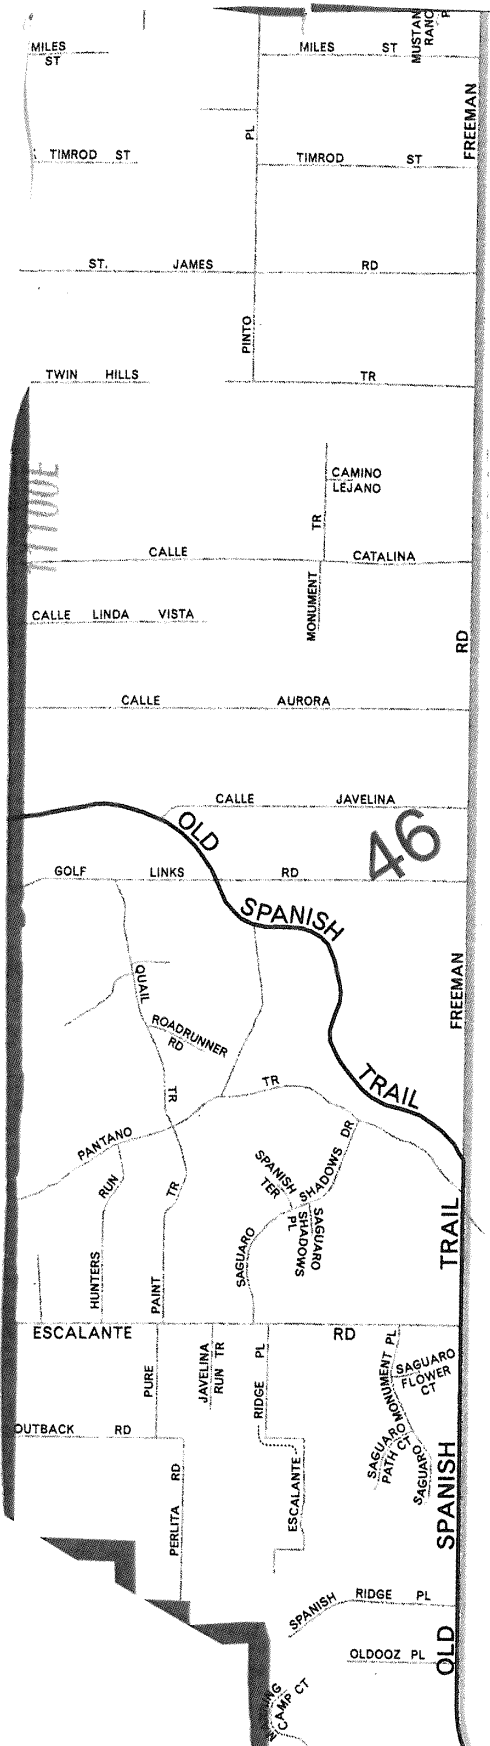 MILES ST
MILES ST
MUSTAN
RANC
PL
FREEMAN
TIMROD ST
TIMROD ST
ST. JAMES RD
PINTO
TWIN HILLS TR
CAMINO
LEJANO
TR
CALLE CATALINA
MONUMENT
CALLE LINDA VISTA
RD
CALLE AURORA
CALLE JAVELINA
OLD
46
GOLF LINKS RD
SPANISH
FREEMAN
QUAIL
ROADRUNNER
RD
TR
TR
TRAIL
PANTANO
SHADOWS DR
SPANISH
TER
RUN
TR
SAGUARO
SHADOWS
PL
SAGUARO
TRAIL
HUNTERS
PAINT
ESCALANTE RD
PURE
JAVELINA
RUN TR
RIDGE PL
MONUMENT PL
SAGUARO
FLOWER
CT
OUTBACK RD
SAGUARO
PATH CT
SAGUARO
SPANISH
PERLITA RD
ESCALANTE
SPANISH RIDGE PL
OLDOOZ PL
OLD
CAMP CT